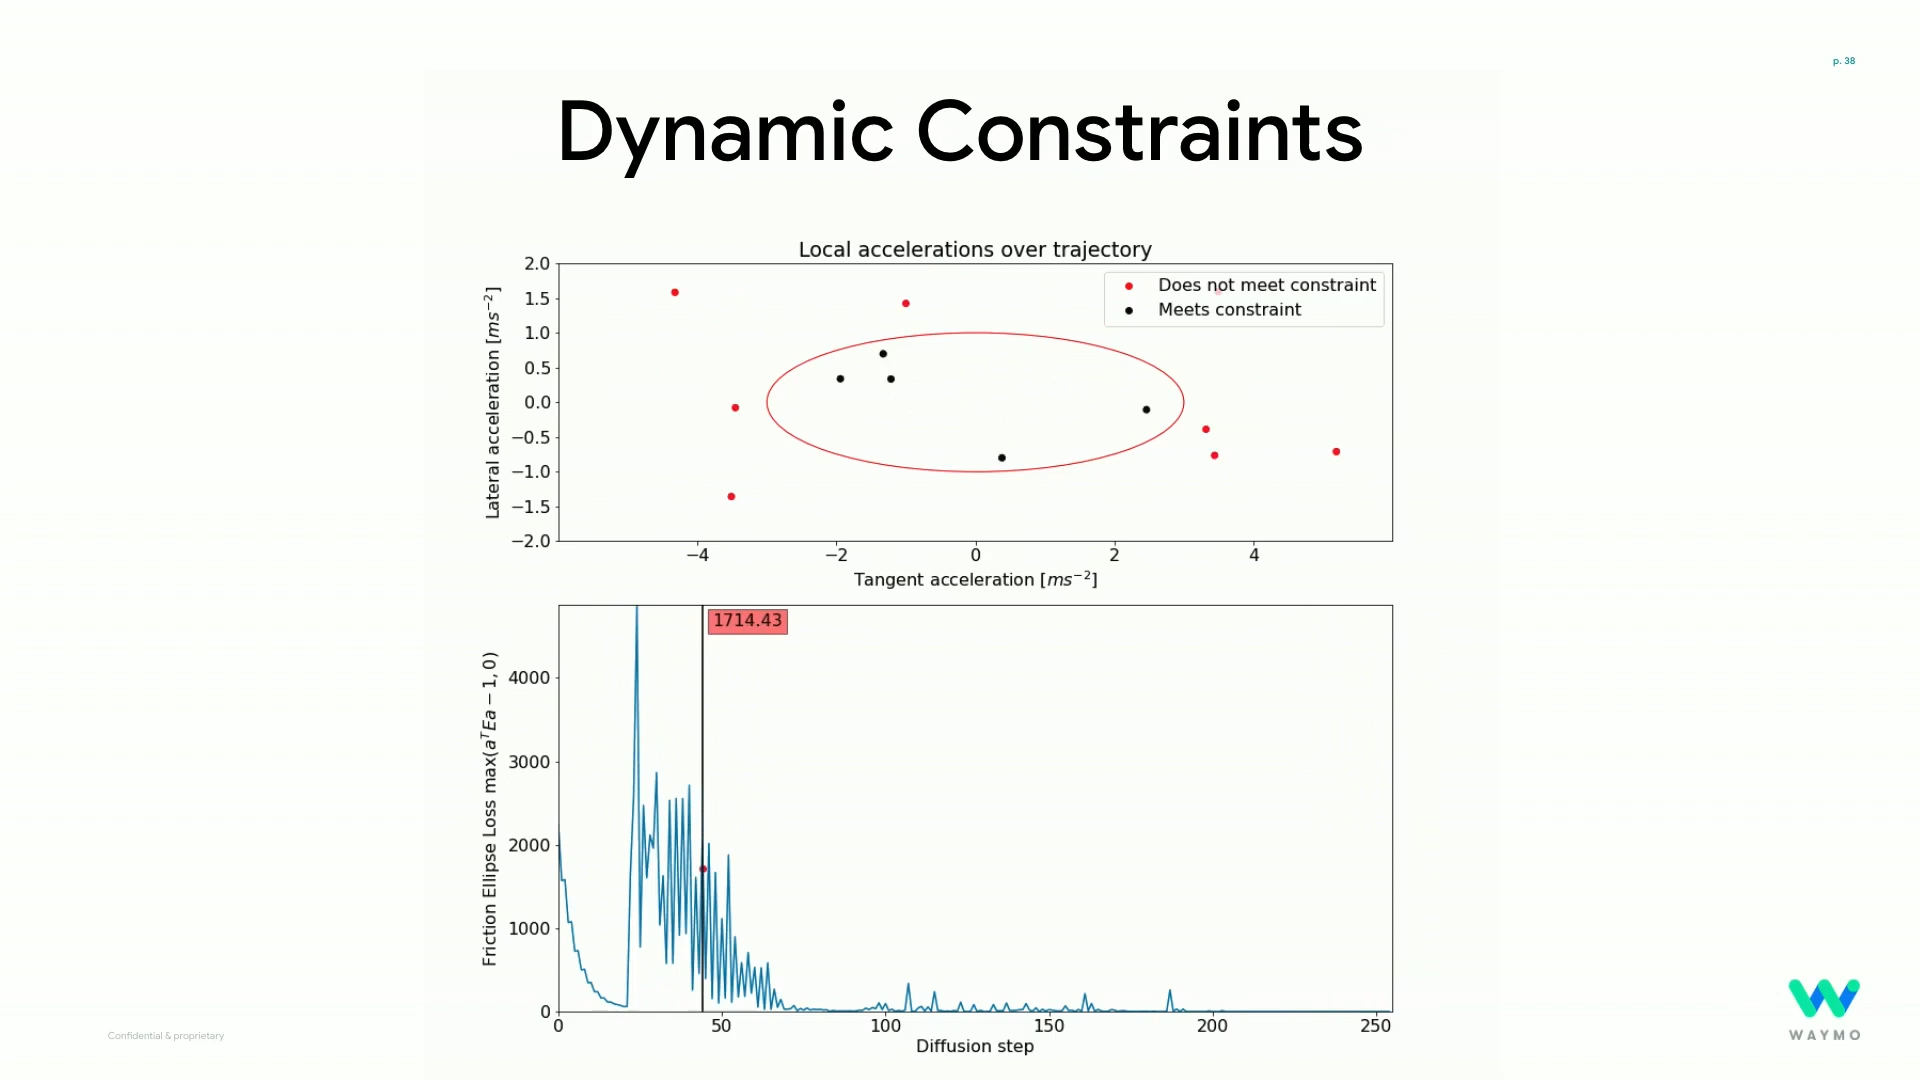 p. 38
Dynamic Constraints
Local accelerations over trajectory
Does not meet constraint
Meets constraint
2.0
1.5
1.0
0.5
0.0
−0.5
−1.0
−1.5
−2.0
Lateral acceleration [ms⁻²]
−4 −2 0 2 4
Tangent acceleration [ms⁻²]
1714.43
4000
3000
2000
1000
0
Friction Ellipse Loss max(aᵀEa − 1, 0)
0 50 100 150 200 250
Diffusion step
Confidential & proprietary
WAYMO